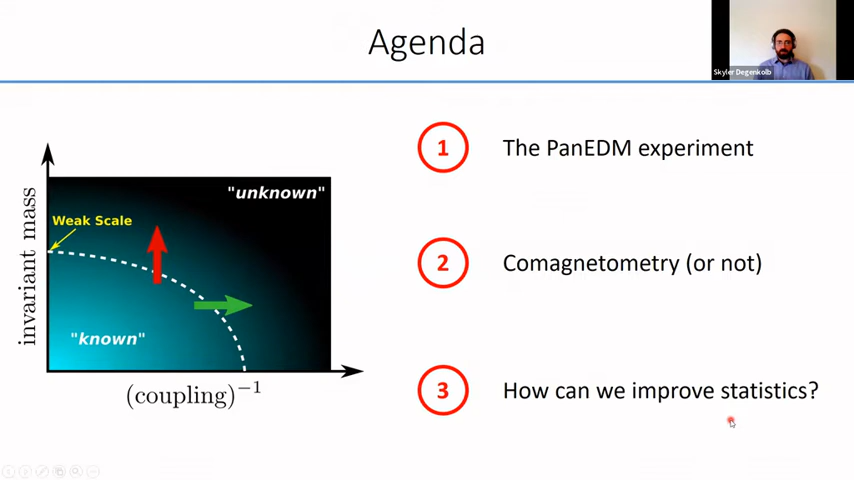 Agenda
Skyler Degenkolb
"unknown"
Weak Scale
"known"
invariant mass
(coupling)⁻¹
1 The PanEDM experiment
2 Comagnetometry (or not)
3 How can we improve statistics?